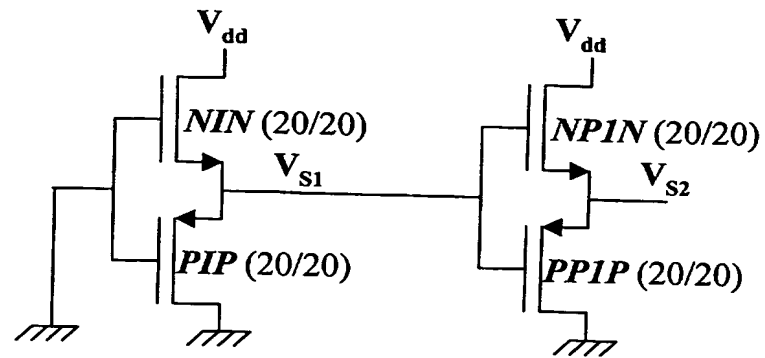 V_dd
V_dd
NIN (20/20)
NP1N (20/20)
V_S1
V_S2
PIP (20/20)
PP1P (20/20)